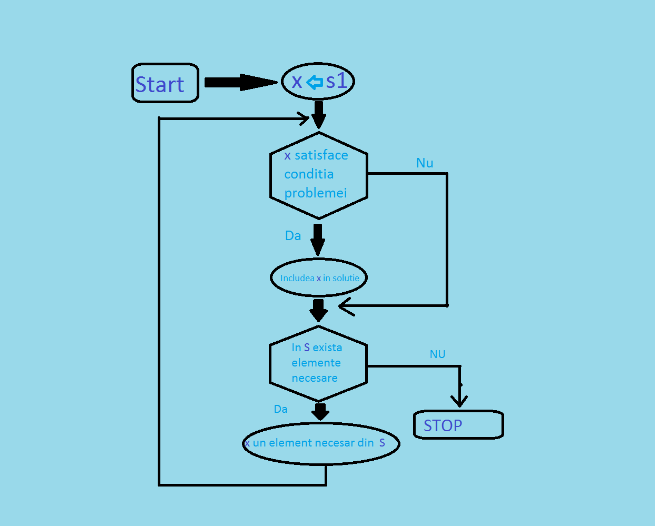 Start
x ⇦ s1
x satisface
conditia
problemei
Nu
Da
Includea x in solutie
In S exista
elemente
necesare
NU
Da
STOP
x un element necesar din S